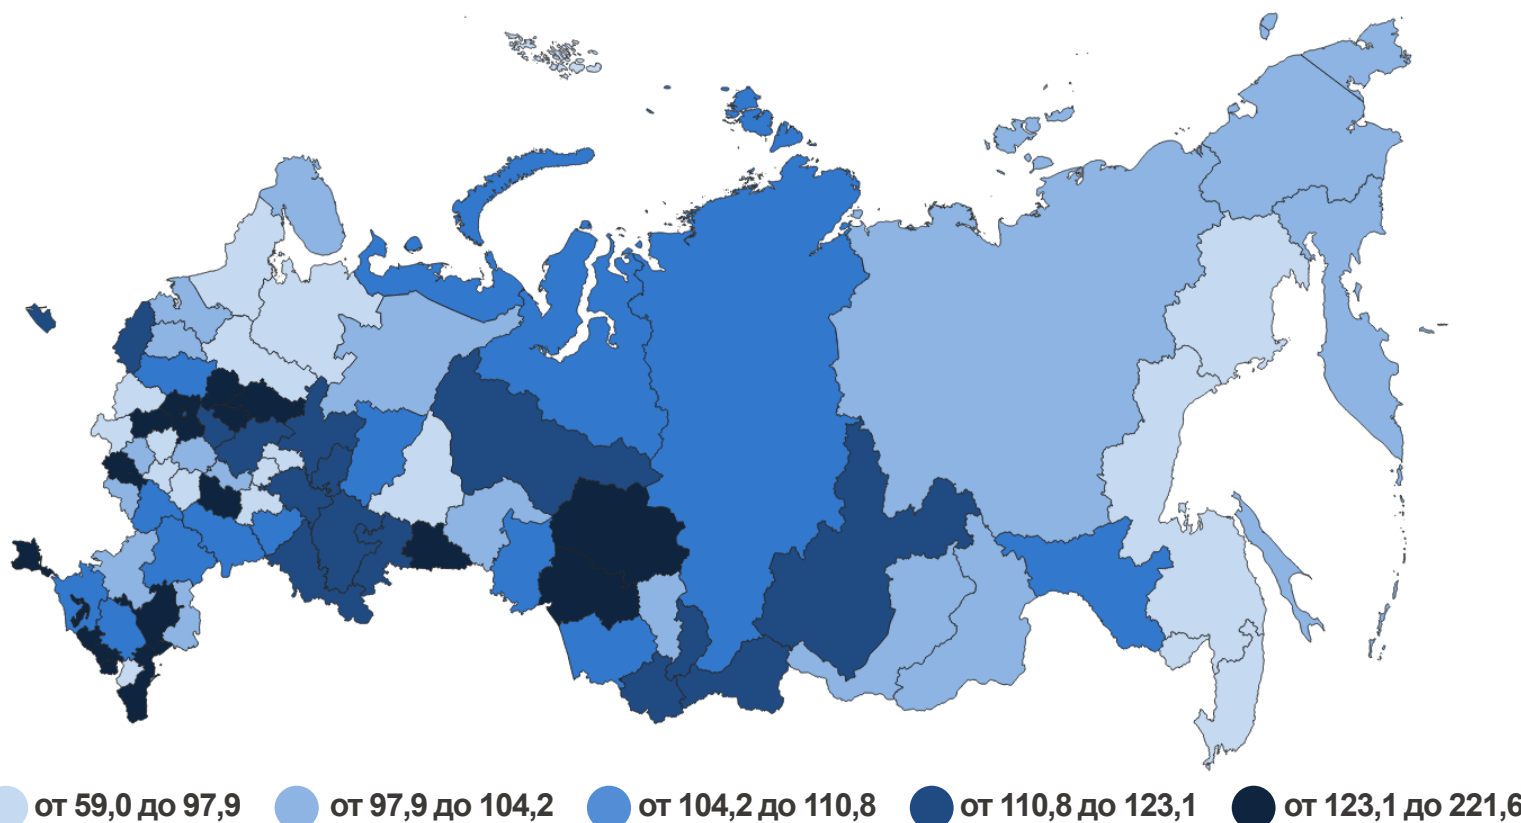 от 59,0 до 97,9
от 97,9 до 104,2
от 104,2 до 110,8
от 110,8 до 123,1
от 123,1 до 221,6